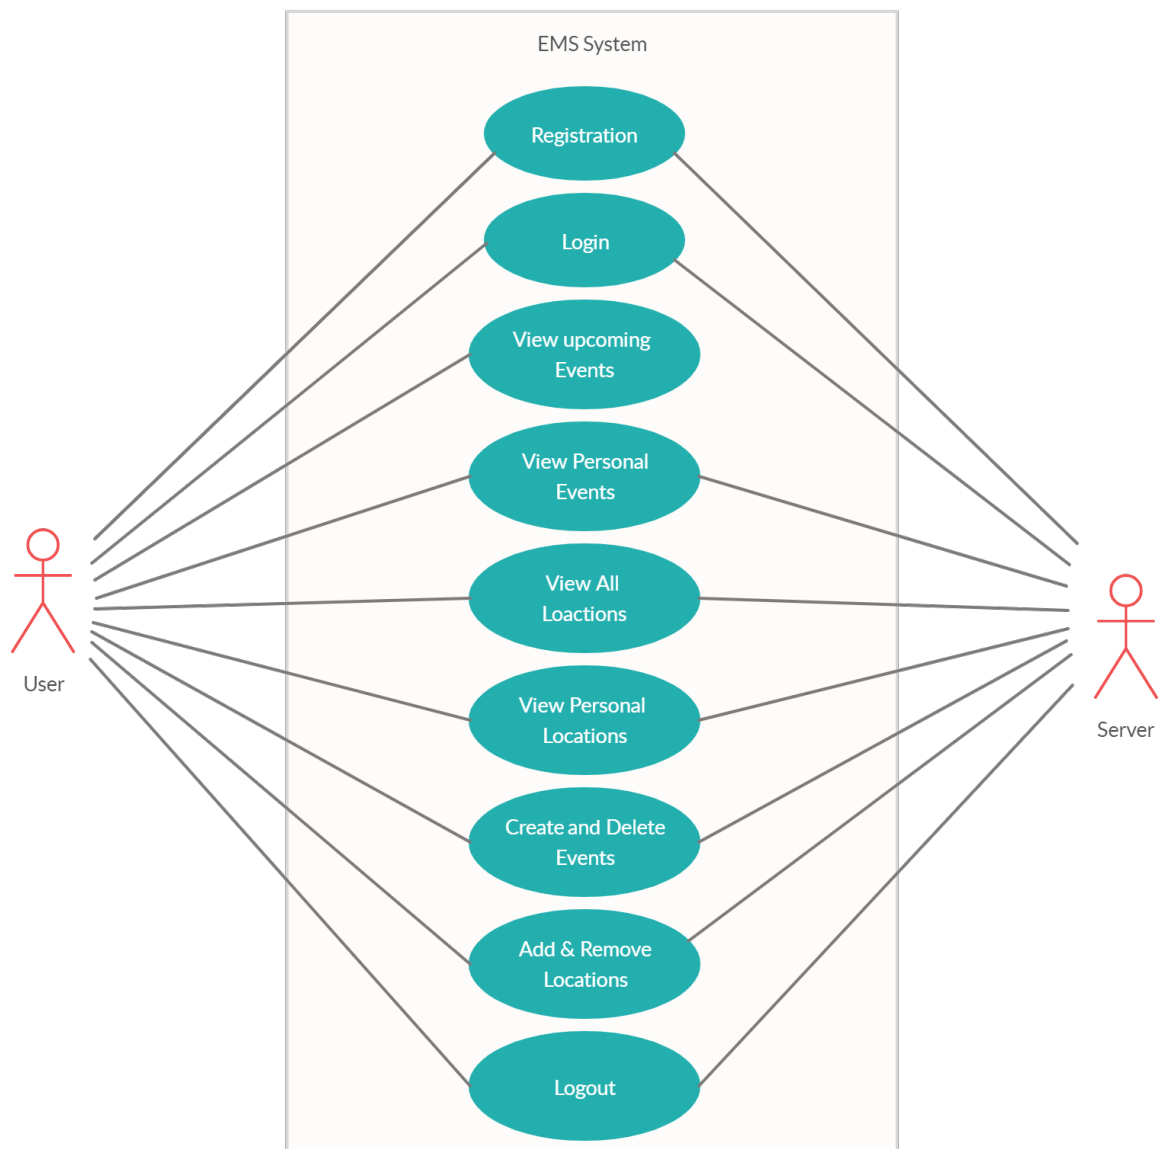 EMS System
Registration
Login
View upcoming
Events
View Personal
Events
View All
Loactions
View Personal
Locations
Create and Delete
Events
Add & Remove
Locations
Logout
User
Server